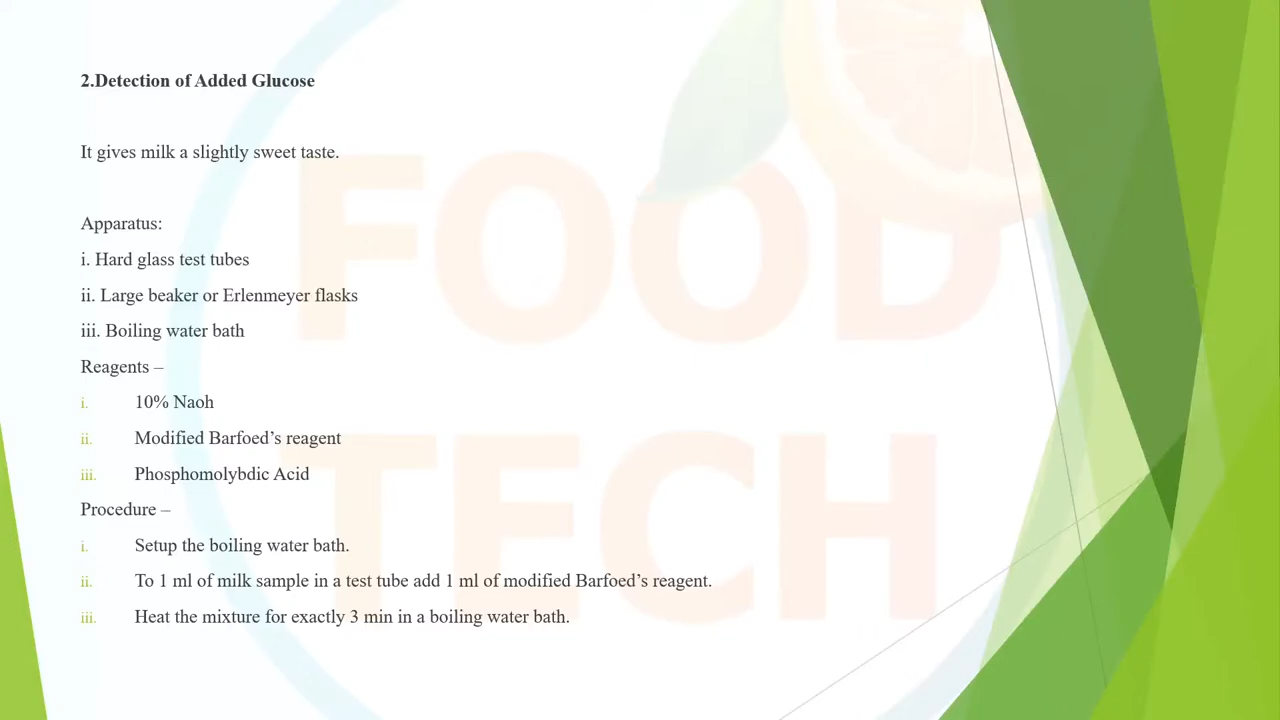 2.Detection of Added Glucose
It gives milk a slightly sweet taste.
Apparatus:
i. Hard glass test tubes
ii. Large beaker or Erlenmeyer flasks
iii. Boiling water bath
Reagents –
i. 10% Naoh
ii. Modified Barfoed’s reagent
iii. Phosphomolybdic Acid
Procedure –
i. Setup the boiling water bath.
ii. To 1 ml of milk sample in a test tube add 1 ml of modified Barfoed’s reagent.
iii. Heat the mixture for exactly 3 min in a boiling water bath.
FOOD
TECH